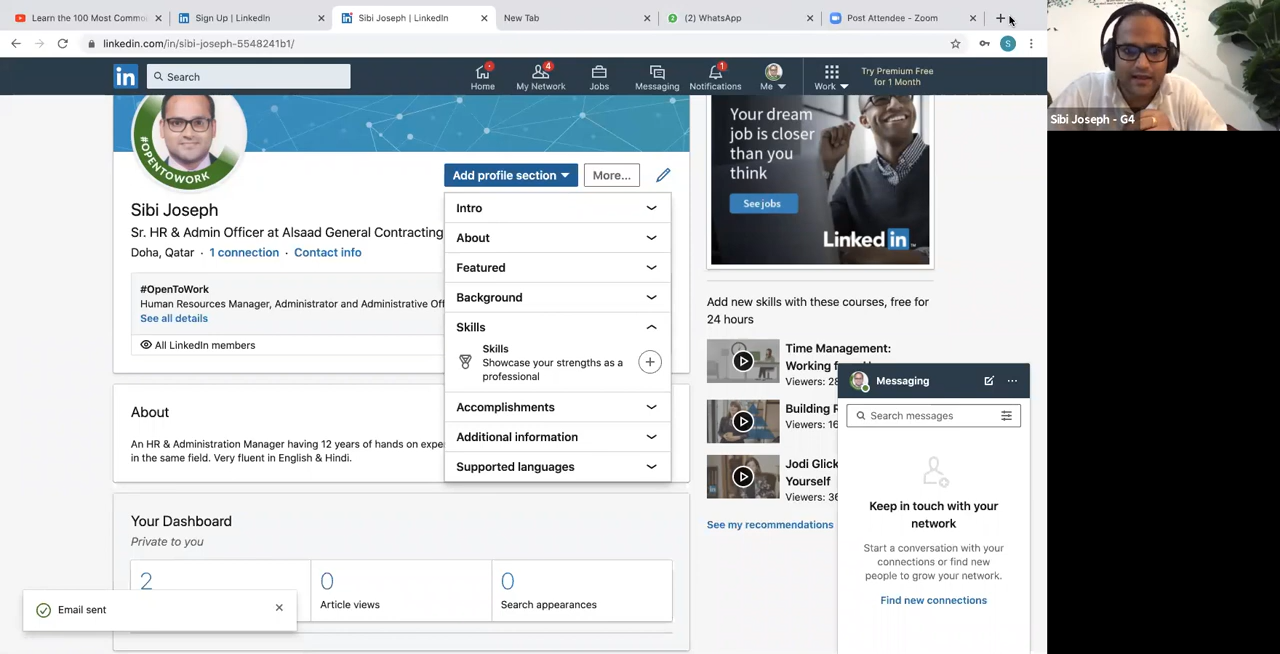 Learn the 100 Most Commo
Sign Up | LinkedIn
Sibi Joseph | LinkedIn
New Tab
(2) WhatsApp
Post Attendee - Zoom
linkedin.com/in/sibi-joseph-5548241b1/
S
in
Search
Home
4
My Network
Jobs
Messaging
1
Notifications
Me
Work
Try Premium Free
for 1 Month
Sibi Joseph - G4
#OPENTOWORK
Add profile section
More...
Sibi Joseph
Sr. HR & Admin Officer at Alsaad General Contracting
Doha, Qatar · 1 connection · Contact info
#OpenToWork
Human Resources Manager, Administrator and Administrative Off
See all details
All LinkedIn members
Intro
About
Featured
Background
Skills
Skills
Showcase your strengths as a
professional
Accomplishments
Additional information
Supported languages
About
An HR & Administration Manager having 12 years of hands on expe
in the same field. Very fluent in English & Hindi.
Your Dashboard
Private to you
2
0
Article views
0
Search appearances
Email sent
Your dream
job is closer
than you
think
See jobs
Linked in
Add new skills with these courses, free for
24 hours
Time Management:
Working f
Viewers: 28
Building R
Viewers: 16
Jodi Glick
Yourself
Viewers: 36
See my recommendations
Messaging
Search messages
Keep in touch with your
network
Start a conversation with your
connections or find new
people to grow your network.
Find new connections